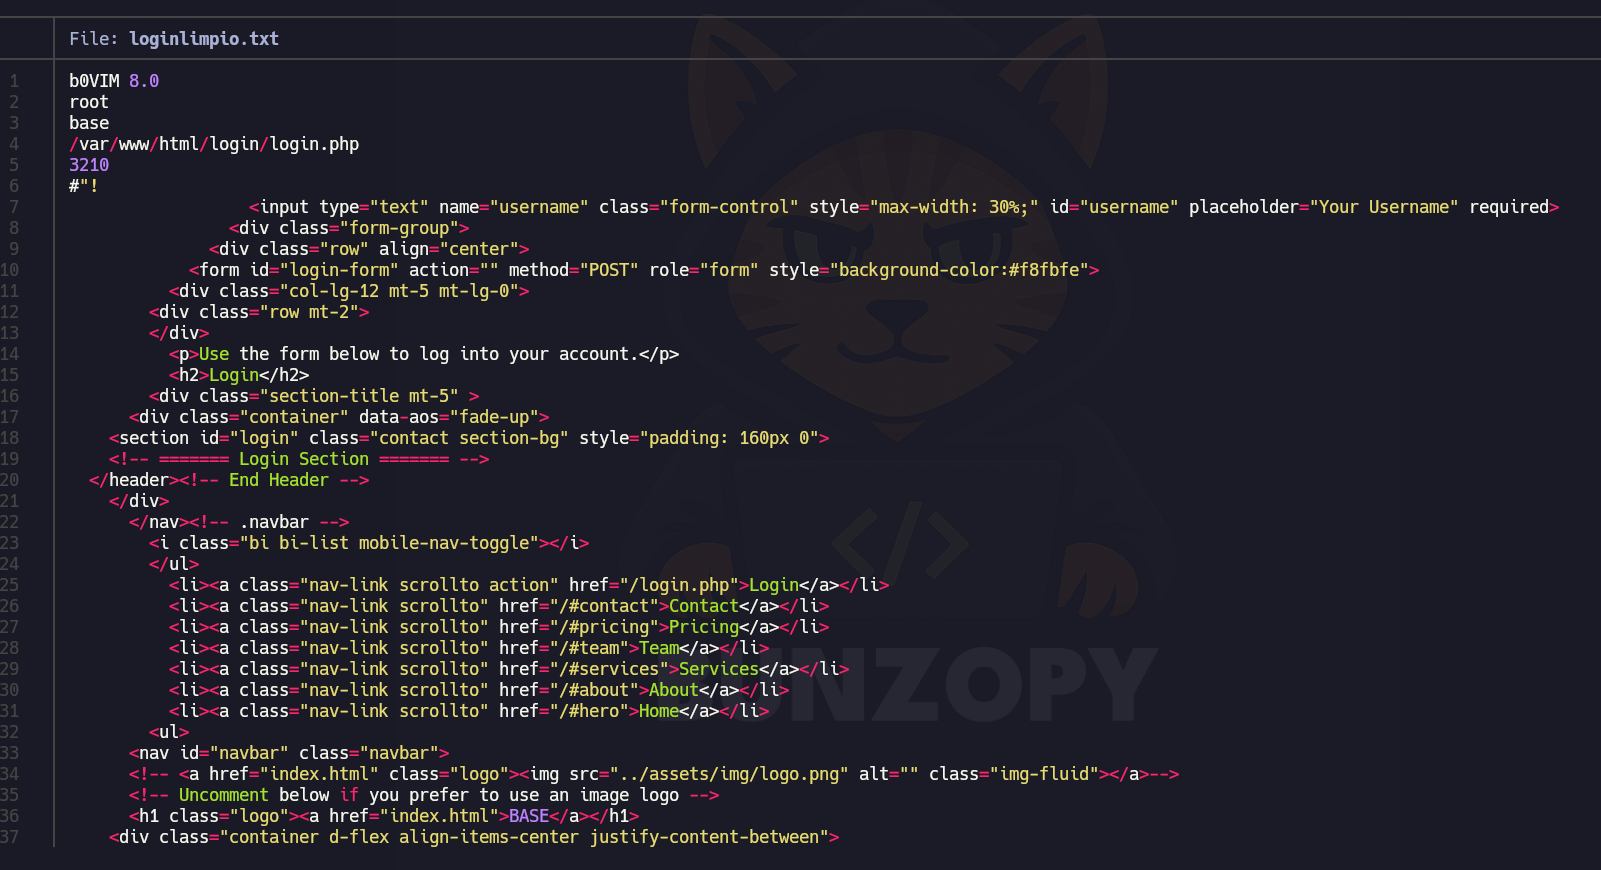 File: loginlimpio.txt
1 b0VIM 8.0
2 root
3 base
4 /var/www/html/login/login.php
5 3210
6 #"!
7 <input type="text" name="username" class="form-control" style="max-width: 30%;" id="username" placeholder="Your Username" required>
8 <div class="form-group">
9 <div class="row" align="center">
10 <form id="login-form" action="" method="POST" role="form" style="background-color:#f8fbfe">
11 <div class="col-lg-12 mt-5 mt-lg-0">
12 <div class="row mt-2">
13 </div>
14 <p>Use the form below to log into your account.</p>
15 <h2>Login</h2>
16 <div class="section-title mt-5" >
17 <div class="container" data-aos="fade-up">
18 <section id="login" class="contact section-bg" style="padding: 160px 0">
19 <!-- ======= Login Section ======= -->
20 </header><!-- End Header -->
21 </div>
22 </nav><!-- .navbar -->
23 <i class="bi bi-list mobile-nav-toggle"></i>
24 </ul>
25 <li><a class="nav-link scrollto action" href="/login.php">Login</a></li>
26 <li><a class="nav-link scrollto" href="/#contact">Contact</a></li>
27 <li><a class="nav-link scrollto" href="/#pricing">Pricing</a></li>
28 <li><a class="nav-link scrollto" href="/#team">Team</a></li>
29 <li><a class="nav-link scrollto" href="/#services">Services</a></li>
30 <li><a class="nav-link scrollto" href="/#about">About</a></li>
31 <li><a class="nav-link scrollto" href="/#hero">Home</a></li>
32 <ul>
33 <nav id="navbar" class="navbar">
34 <!-- <a href="index.html" class="logo"><img src="../assets/img/logo.png" alt="" class="img-fluid"></a>-->
35 <!-- Uncomment below if you prefer to use an image logo -->
36 <h1 class="logo"><a href="index.html">BASE</a></h1>
37 <div class="container d-flex align-items-center justify-content-between">